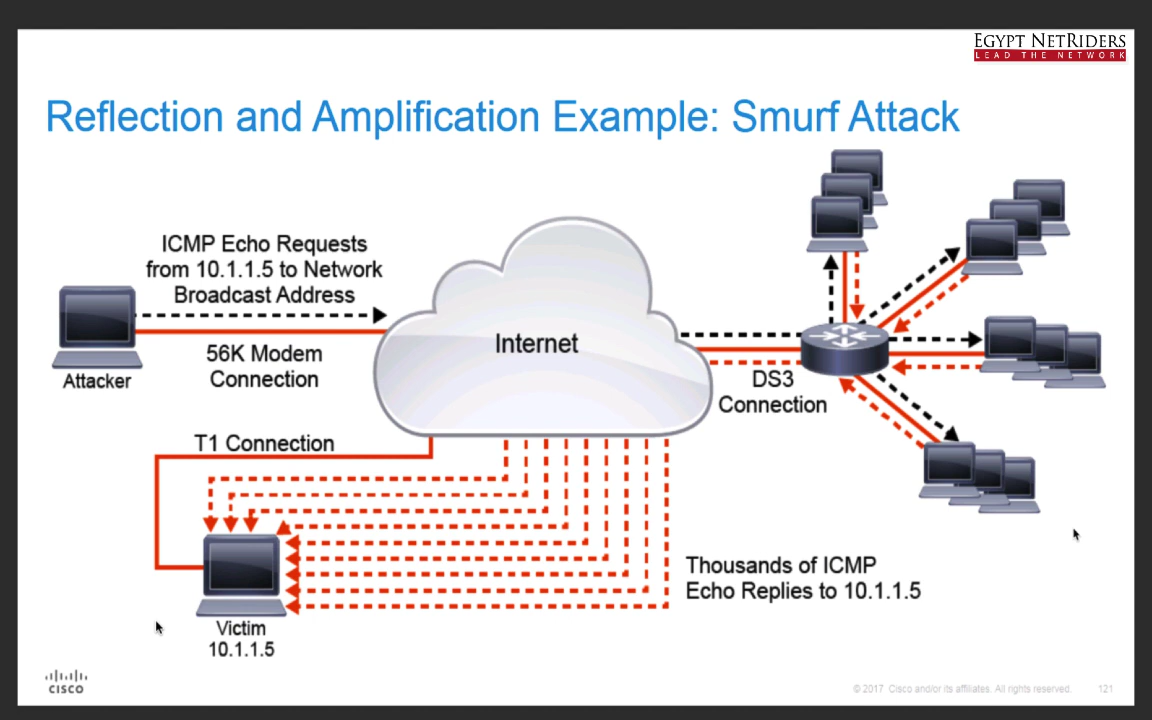 EGYPT NETRIDERS
LEAD THE NETWORK
Reflection and Amplification Example: Smurf Attack
ICMP Echo Requests
from 10.1.1.5 to Network
Broadcast Address
Attacker
56K Modem
Connection
Internet
DS3
Connection
T1 Connection
Thousands of ICMP
Echo Replies to 10.1.1.5
Victim
10.1.1.5
CISCO
© 2017 Cisco and/or its affiliates. All rights reserved.
121